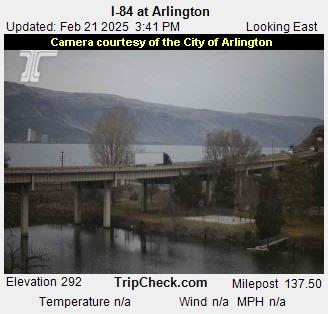 I-84 at Arlington
Updated: Feb 21 2025 3:41 PM Looking East
Camera courtesy of the City of Arlington
Elevation 292 TripCheck.com Milepost 137.50
Temperature n/a Wind n/a MPH n/a